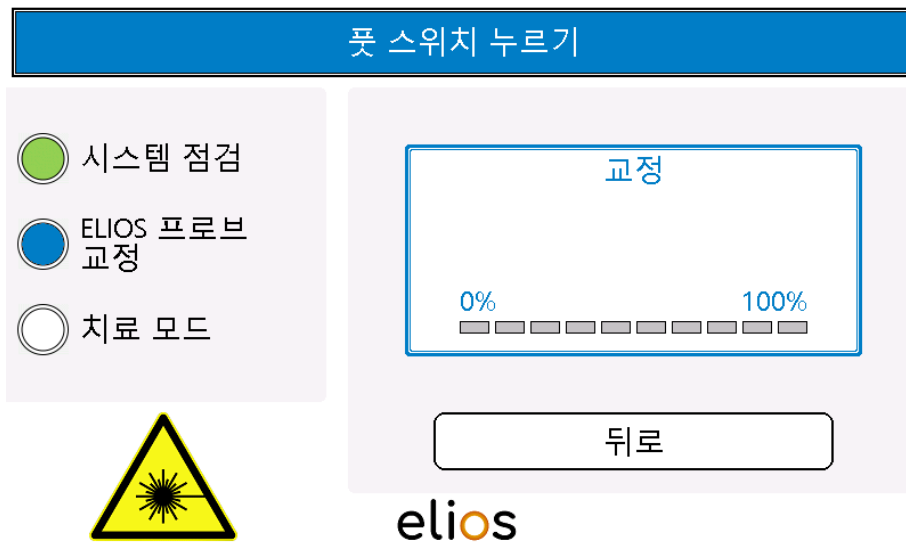 풋 스위치 누르기
시스템 점검
ELIOS 프로브
교정
치료 모드
교정
0% 100%
뒤로
elios